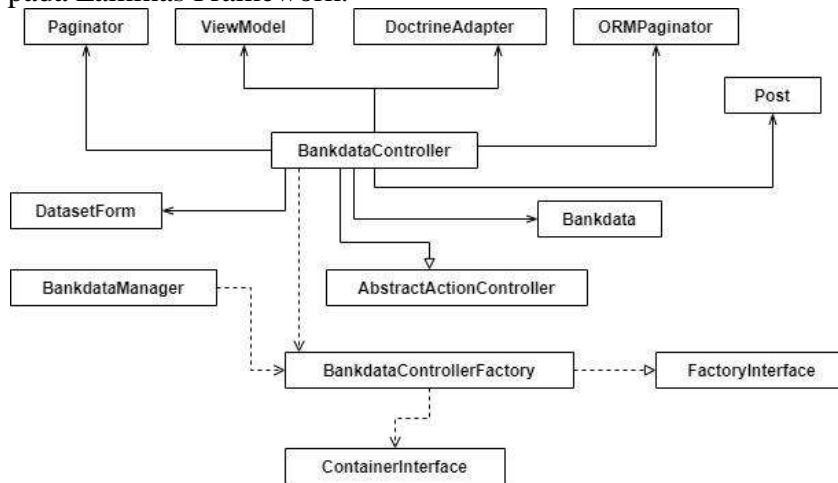 pada Laminas Framework.
Paginator
ViewModel
DoctrineAdapter
ORMPaginator
Post
BankdataController
DatasetForm
Bankdata
BankdataManager
AbstractActionController
BankdataControllerFactory
FactoryInterface
ContainerInterface